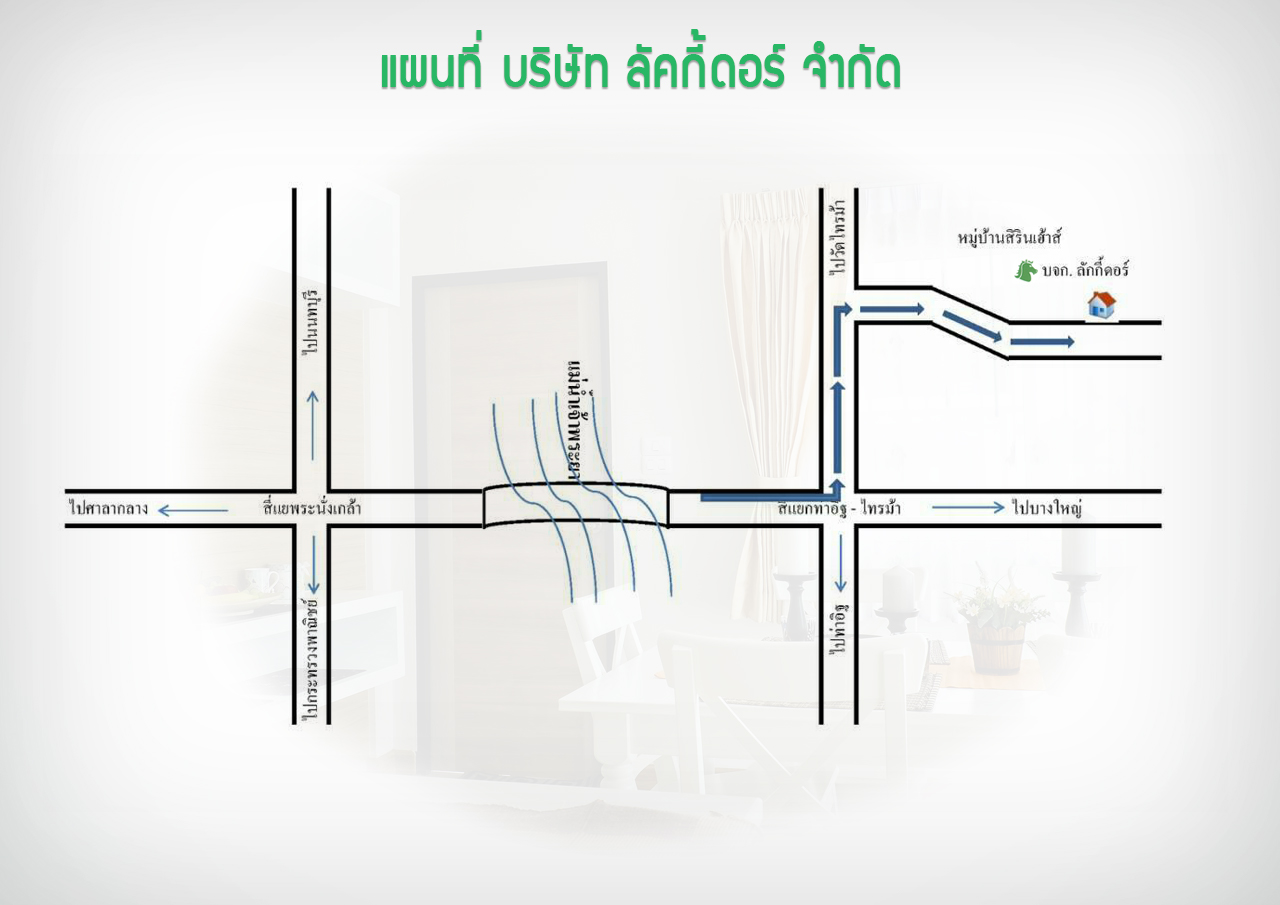 แผนที่ บริษัท ลัคกี้ดอร์ จำกัด
ไปวัดไทรม้า
หมู่บ้านสิรินเฮ้าส์
บจก. ลักกี้ดอร์
ไปนนทบุรี
แม่น้ำเจ้าพระยา
ไปศาลากลาง
สี่แยพระนั่งเกล้า
สี่แยกท่าอิฐ - ไทรม้า
ไปบางใหญ่
ไปกระทรวงพาณิชย์
ไปท่าอิฐ